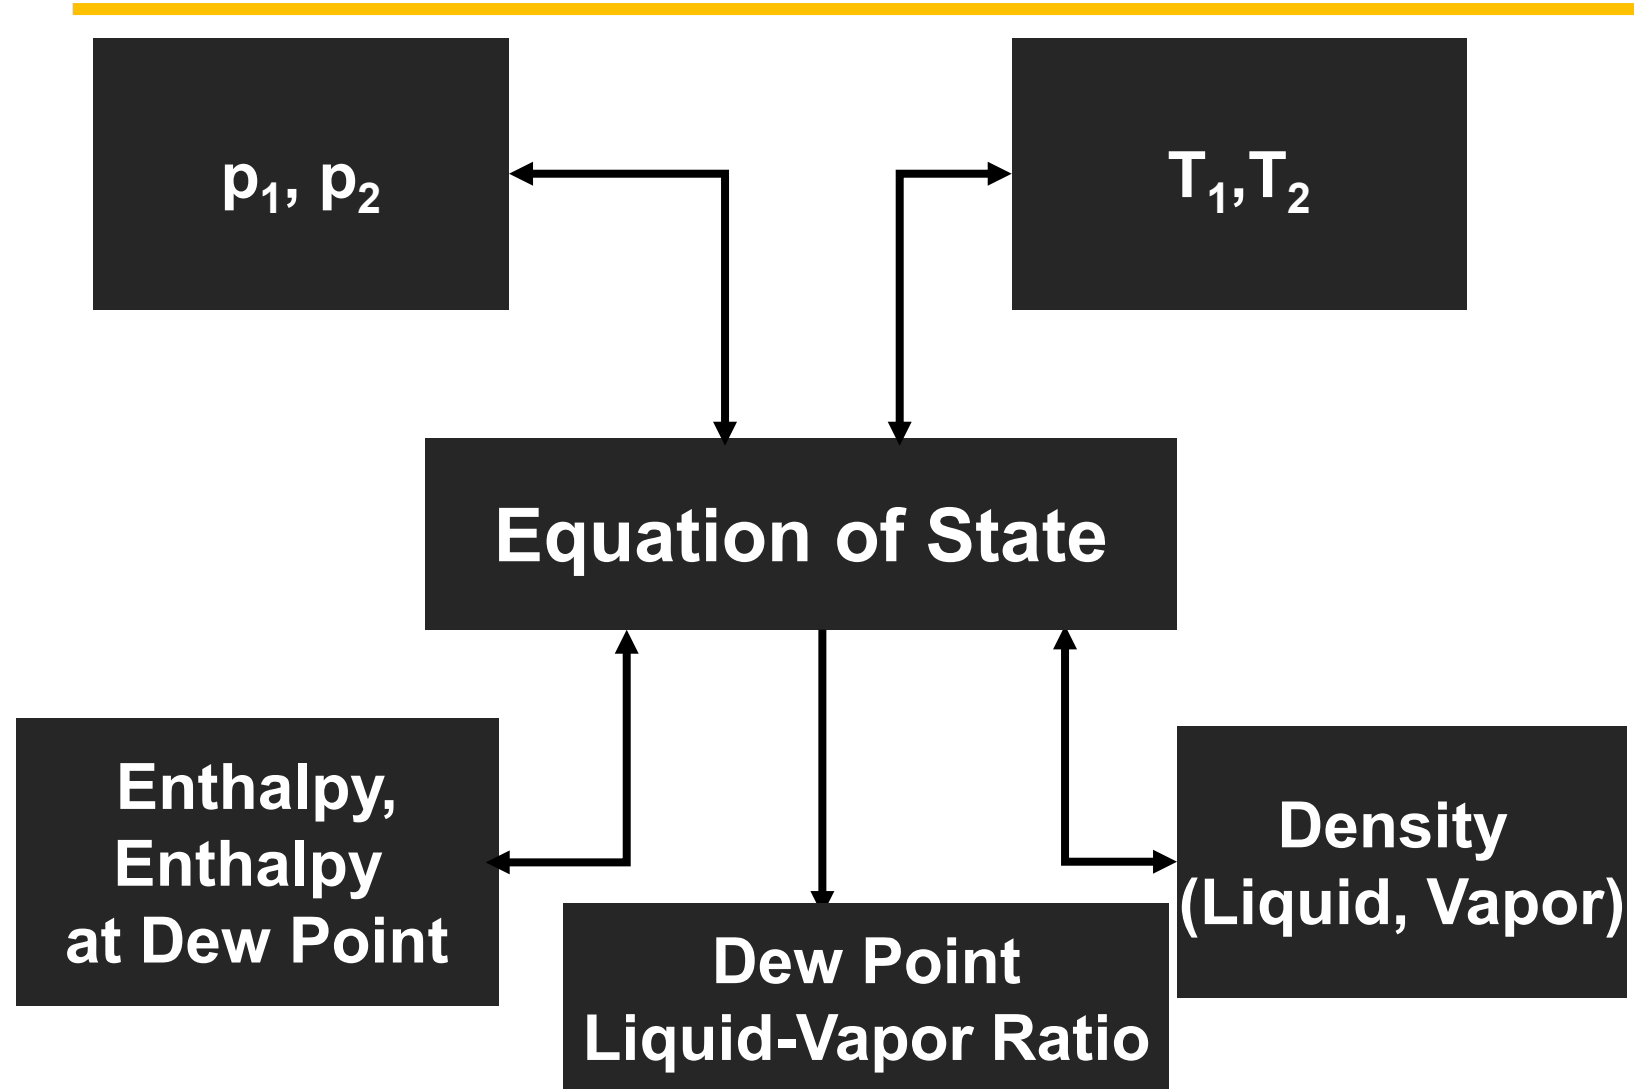 p₁, p₂
T₁,T₂
Equation of State
Enthalpy,
Enthalpy
at Dew Point
Dew Point
Liquid-Vapor Ratio
Density
(Liquid, Vapor)